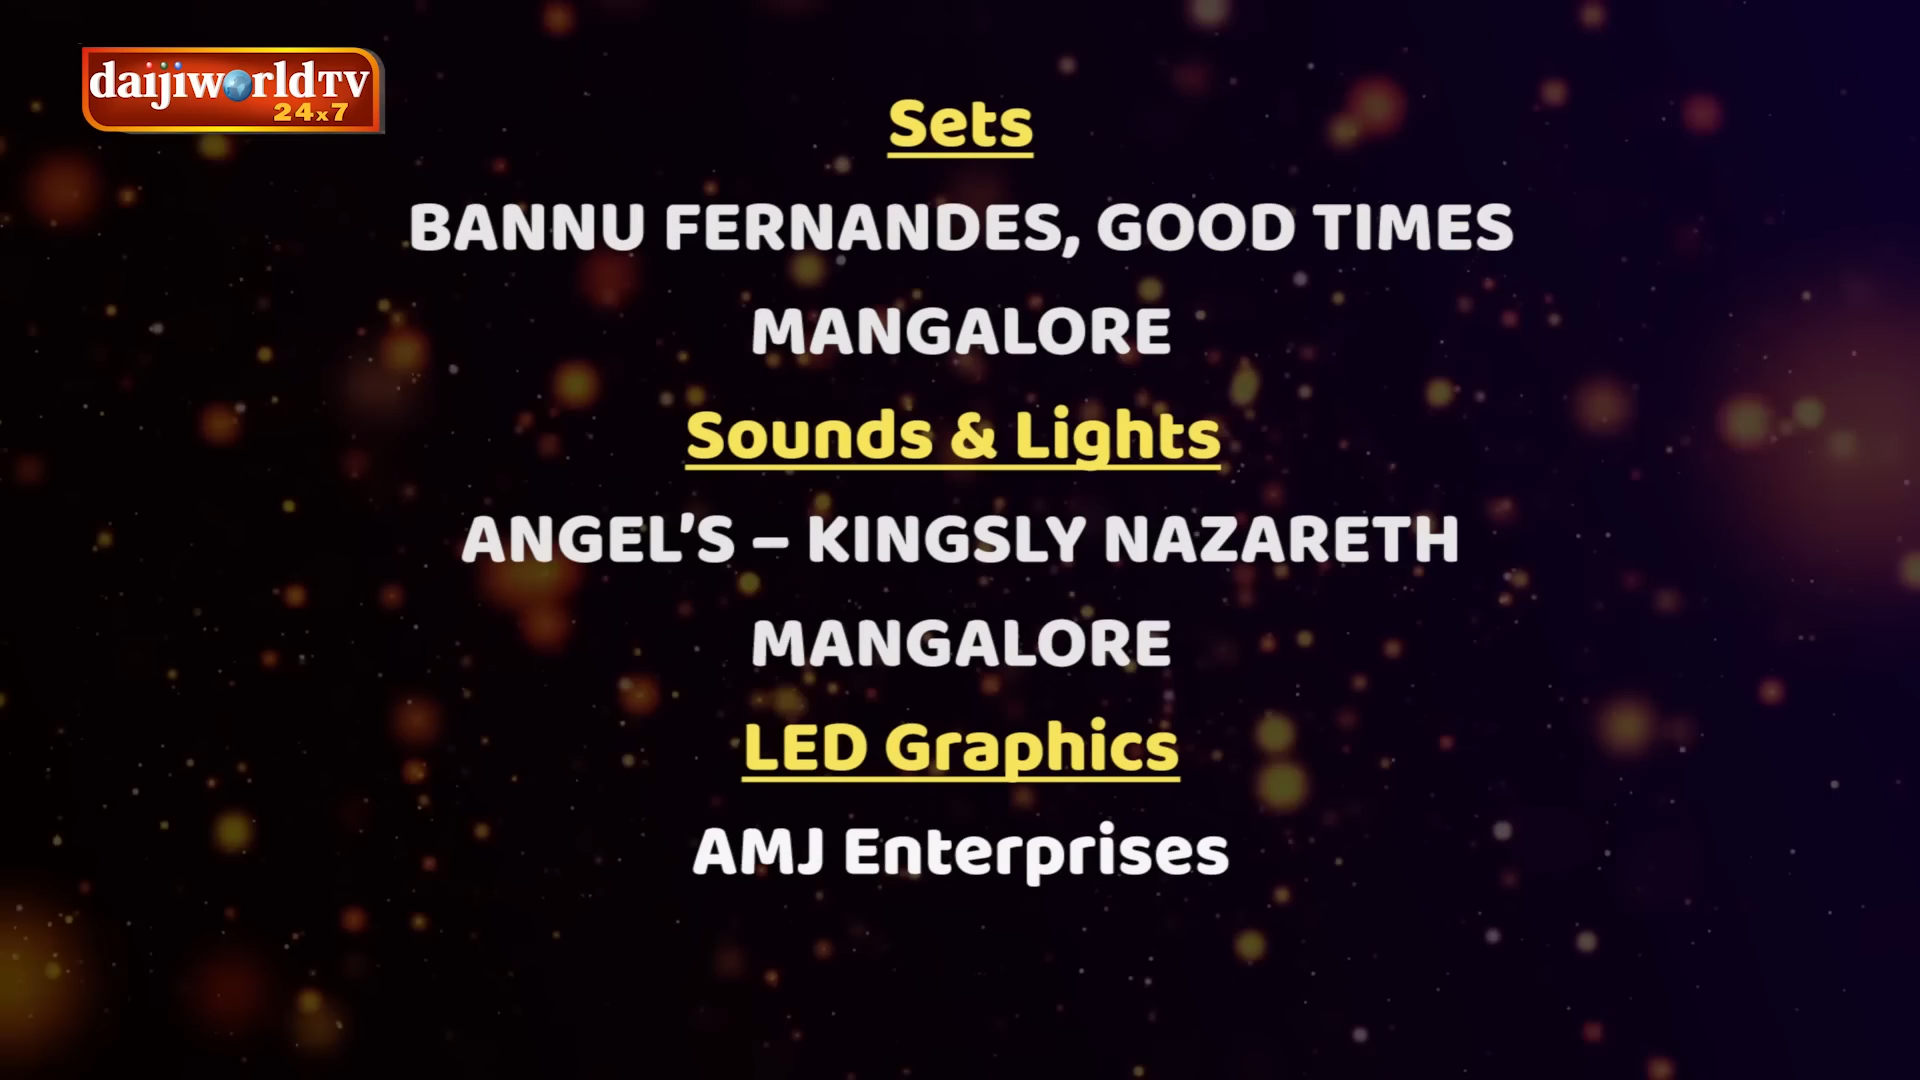 daijiworldTV
24x7
Sets
BANNU FERNANDES, GOOD TIMES
MANGALORE
Sounds & Lights
ANGEL’S – KINGSLY NAZARETH
MANGALORE
LED Graphics
AMJ Enterprises